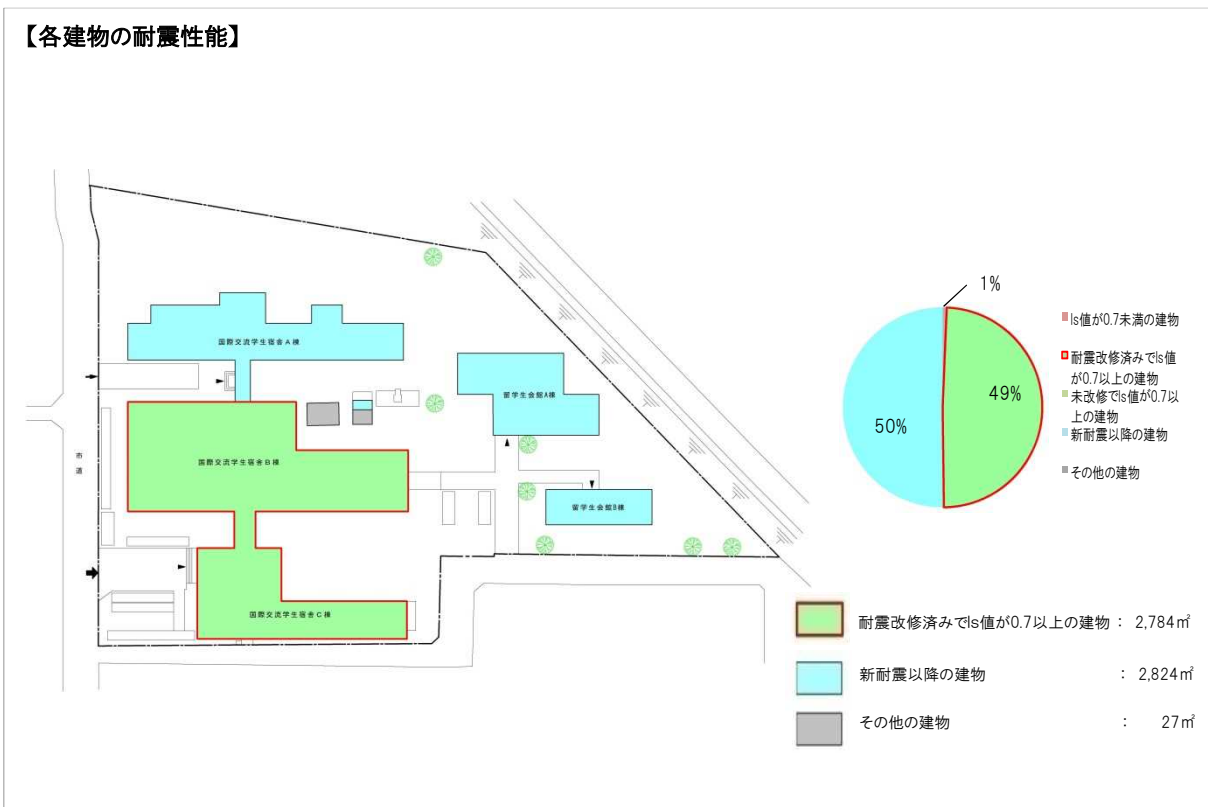 【各建物の耐震性能】
国際交流学生宿舎A棟
留学生会館A棟
市道
国際交流学生宿舎B棟
留学生会館B棟
国際交流学生宿舎C棟
1%
49%
50%
Is値が0.7未満の建物
耐震改修済みでIs値
が0.7以上の建物
未改修でIs値が0.7以
上の建物
新耐震以降の建物
その他の建物
耐震改修済みでIs値が0.7以上の建物 : 2,784㎡
新耐震以降の建物 : 2,824㎡
その他の建物 : 27㎡